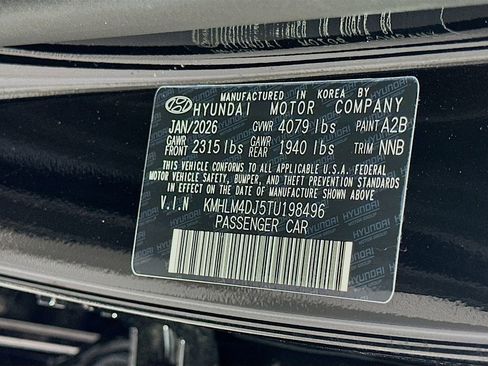 MANUFACTURED IN KOREA BY
HYUNDAI MOTOR COMPANY
JAN/2026 GVWR 4079 lbs PAINT A2B
GAWR FRONT 2315 lbs GAWR REAR 1940 lbs TRIM NNB
THIS VEHICLE CONFORMS TO ALL APPLICABLE U.S.A. FEDERAL
MOTOR VEHICLE SAFETY, BUMPER, AND THEFT PREVENTION STANDARDS
IN EFFECT ON THE DATE OF MANUFACTURE SHOWN ABOVE
V.I.N KMHLM4DJ5TU198496
PASSENGER CAR